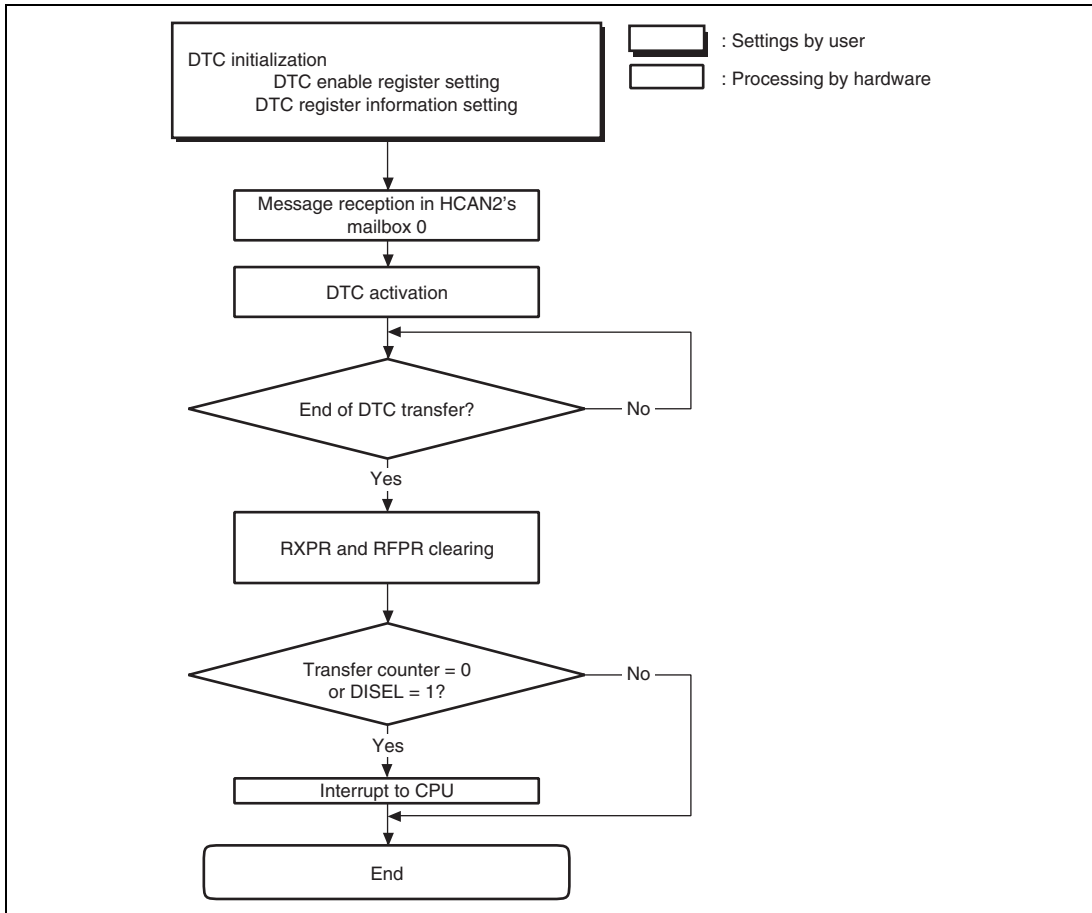 DTC initialization
DTC enable register setting
DTC register information setting
: Settings by user
: Processing by hardware
Message reception in HCAN2's
mailbox 0
DTC activation
End of DTC transfer?
No
Yes
RXPR and RFPR clearing
Transfer counter = 0
or DISEL = 1?
No
Yes
Interrupt to CPU
End